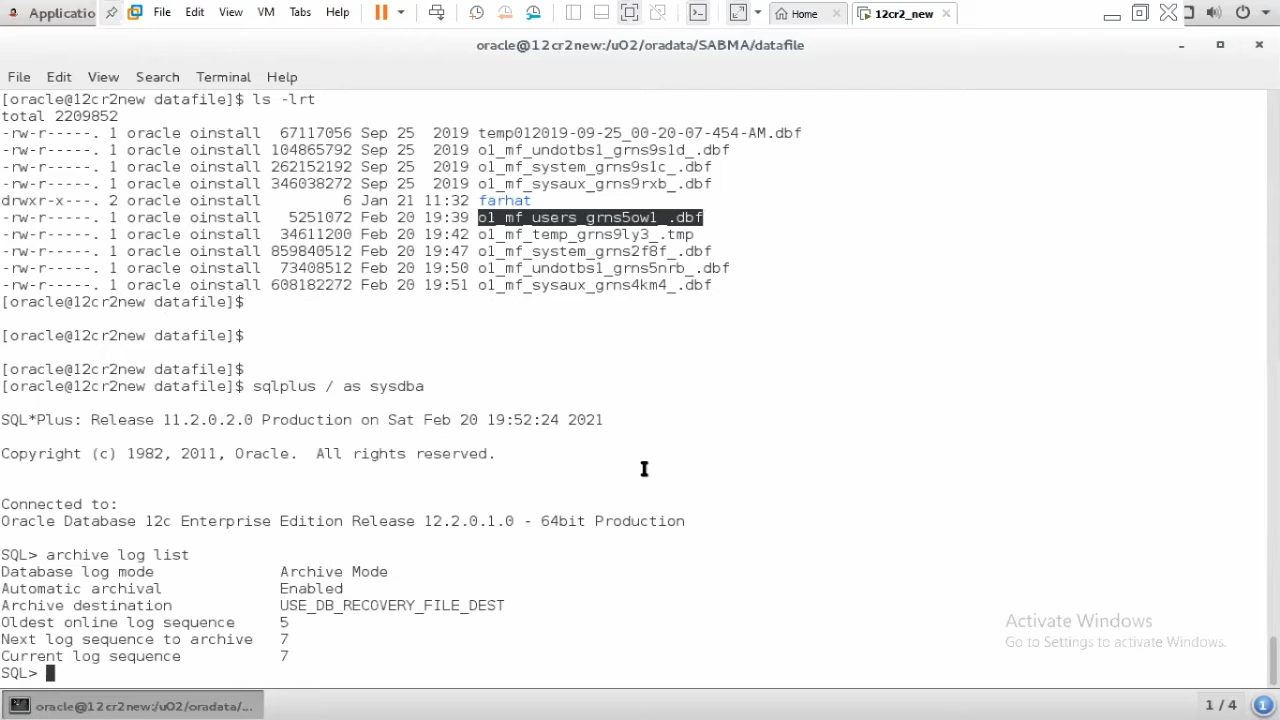 Applicatio File Edit View VM Tabs Help Home 12cr2_new
oracle@12cr2new:/u02/oradata/SABMA/datafile
File Edit View Search Terminal Help
[oracle@12cr2new datafile]$ ls -lrt
total 2209852
-rw-r-----. 1 oracle oinstall  67117056 Sep 25  2019 temp012019-09-25_00-20-07-454-AM.dbf
-rw-r-----. 1 oracle oinstall 104865792 Sep 25  2019 o1_mf_undotbs1_grns9s1d_.dbf
-rw-r-----. 1 oracle oinstall 262152192 Sep 25  2019 o1_mf_system_grns9s1c_.dbf
-rw-r-----. 1 oracle oinstall 346038272 Sep 25  2019 o1_mf_sysaux_grns9rxb_.dbf
drwxr-x---. 2 oracle oinstall         6 Jan 21 11:32 farhat
-rw-r-----. 1 oracle oinstall   5251072 Feb 20 19:39 o1_mf_users_grns5ow1_.dbf
-rw-r-----. 1 oracle oinstall  34611200 Feb 20 19:42 o1_mf_temp_grns9ly3_.tmp
-rw-r-----. 1 oracle oinstall 859840512 Feb 20 19:47 o1_mf_system_grns2f8f_.dbf
-rw-r-----. 1 oracle oinstall  73408512 Feb 20 19:50 o1_mf_undotbs1_grns5nrb_.dbf
-rw-r-----. 1 oracle oinstall 608182272 Feb 20 19:51 o1_mf_sysaux_grns4km4_.dbf
[oracle@12cr2new datafile]$
[oracle@12cr2new datafile]$
[oracle@12cr2new datafile]$
[oracle@12cr2new datafile]$ sqlplus / as sysdba
SQL*Plus: Release 11.2.0.2.0 Production on Sat Feb 20 19:52:24 2021
Copyright (c) 1982, 2011, Oracle.  All rights reserved.
Connected to:
Oracle Database 12c Enterprise Edition Release 12.2.0.1.0 - 64bit Production
SQL> archive log list
Database log mode              Archive Mode
Automatic archival             Enabled
Archive destination            USE_DB_RECOVERY_FILE_DEST
Oldest online log sequence     5
Next log sequence to archive   7
Current log sequence           7
SQL>
Activate Windows
Go to Settings to activate Windows.
oracle@12cr2new:/u02/oradata/... 1 / 4 1